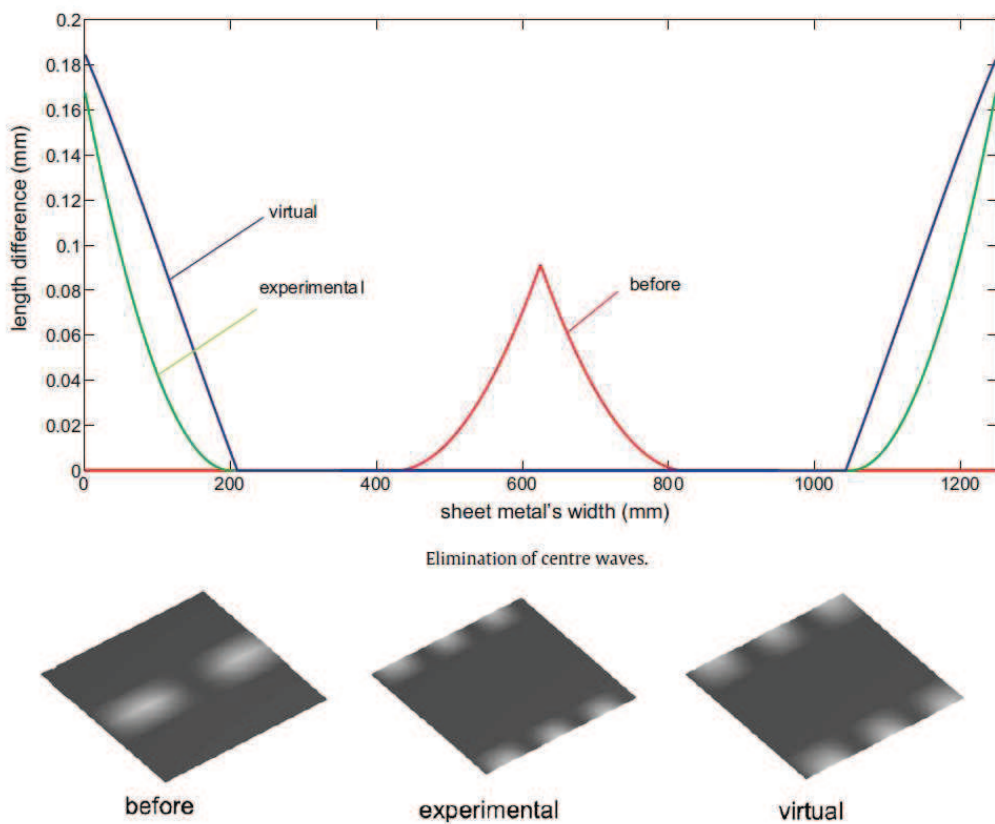 0.2
0.18
0.16
0.14
0.12
0.1
0.08
0.06
0.04
0.02
0
length difference (mm)
virtual
experimental
before
0 200 400 600 800 1000 1200
sheet metal's width (mm)
Elimination of centre waves.
before experimental virtual